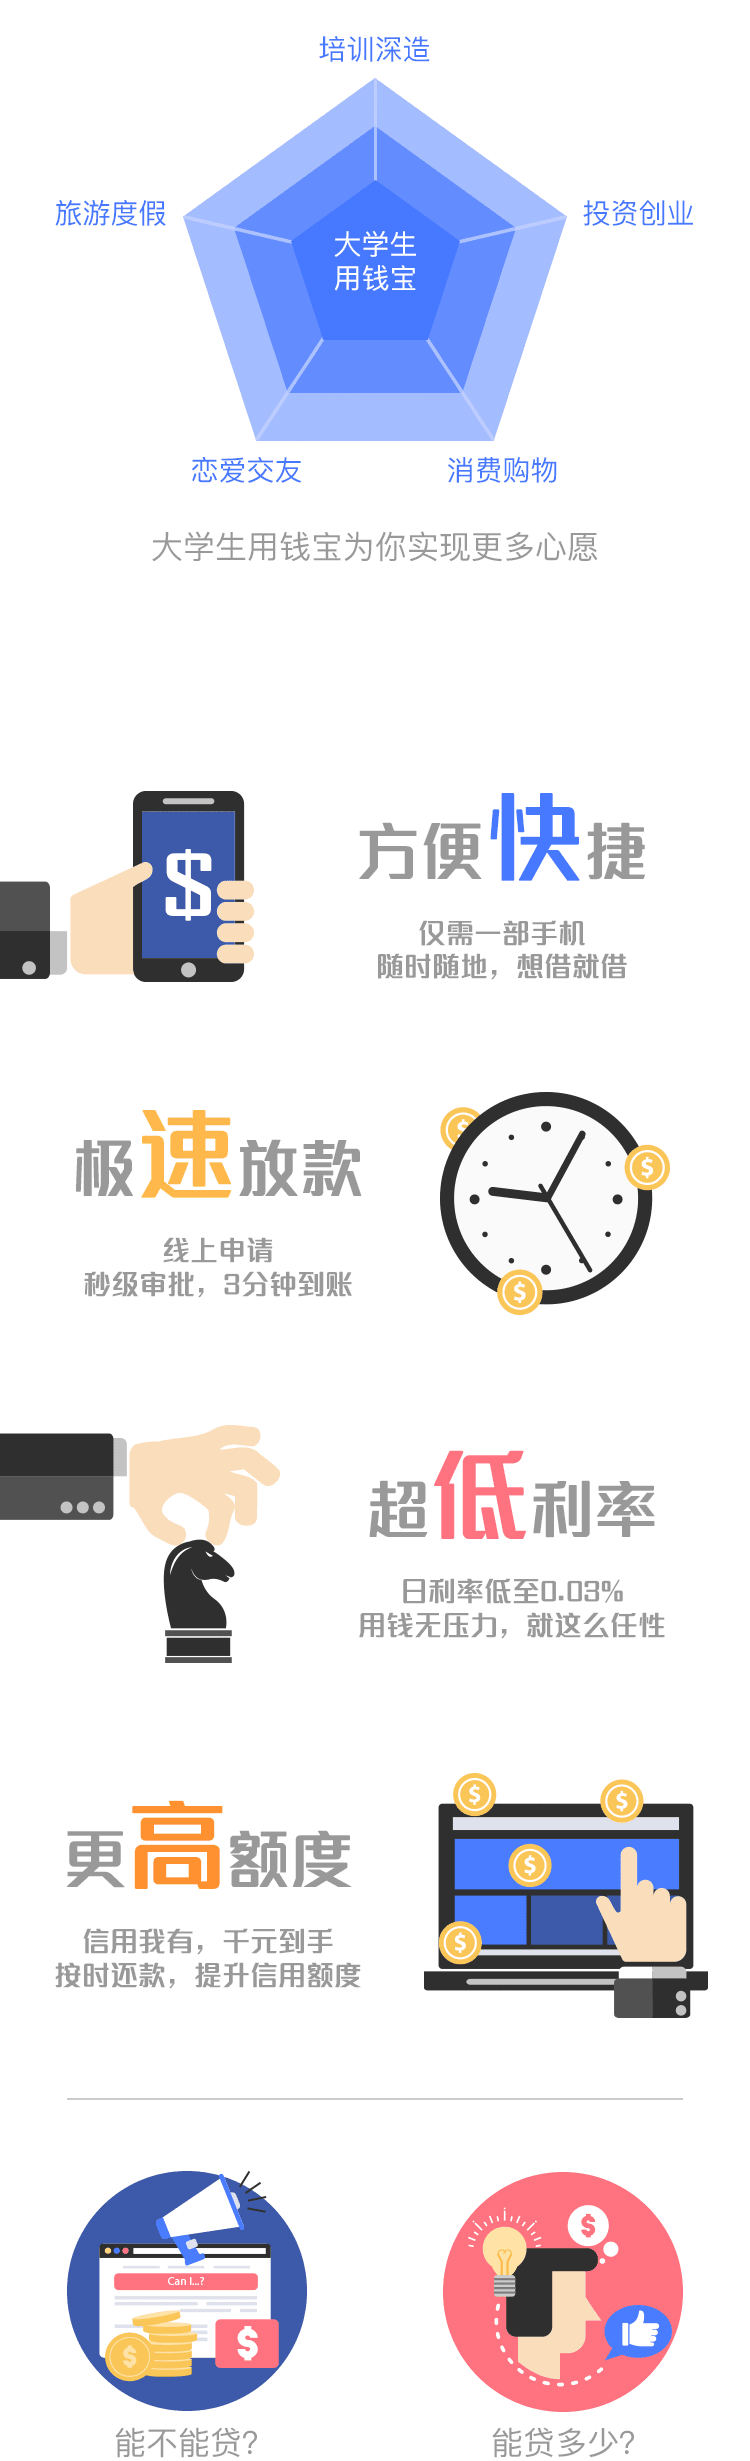 培训深造
旅游度假
投资创业
大学生
用钱宝
恋爱交友
消费购物
大学生用钱宝为你实现更多心愿
$
方便快捷
仅需一部手机
随时随地，想借就借
$
$
$
极速放款
线上申请
秒级审批，3分钟到账
超低利率
日利率低至0.03%
用钱无压力，就这么任性
$
$
$
$
更高额度
信用我有，千元到手
按时还款，提升信用额度
Can I...?
$
$
$
能不能贷?
能贷多少?